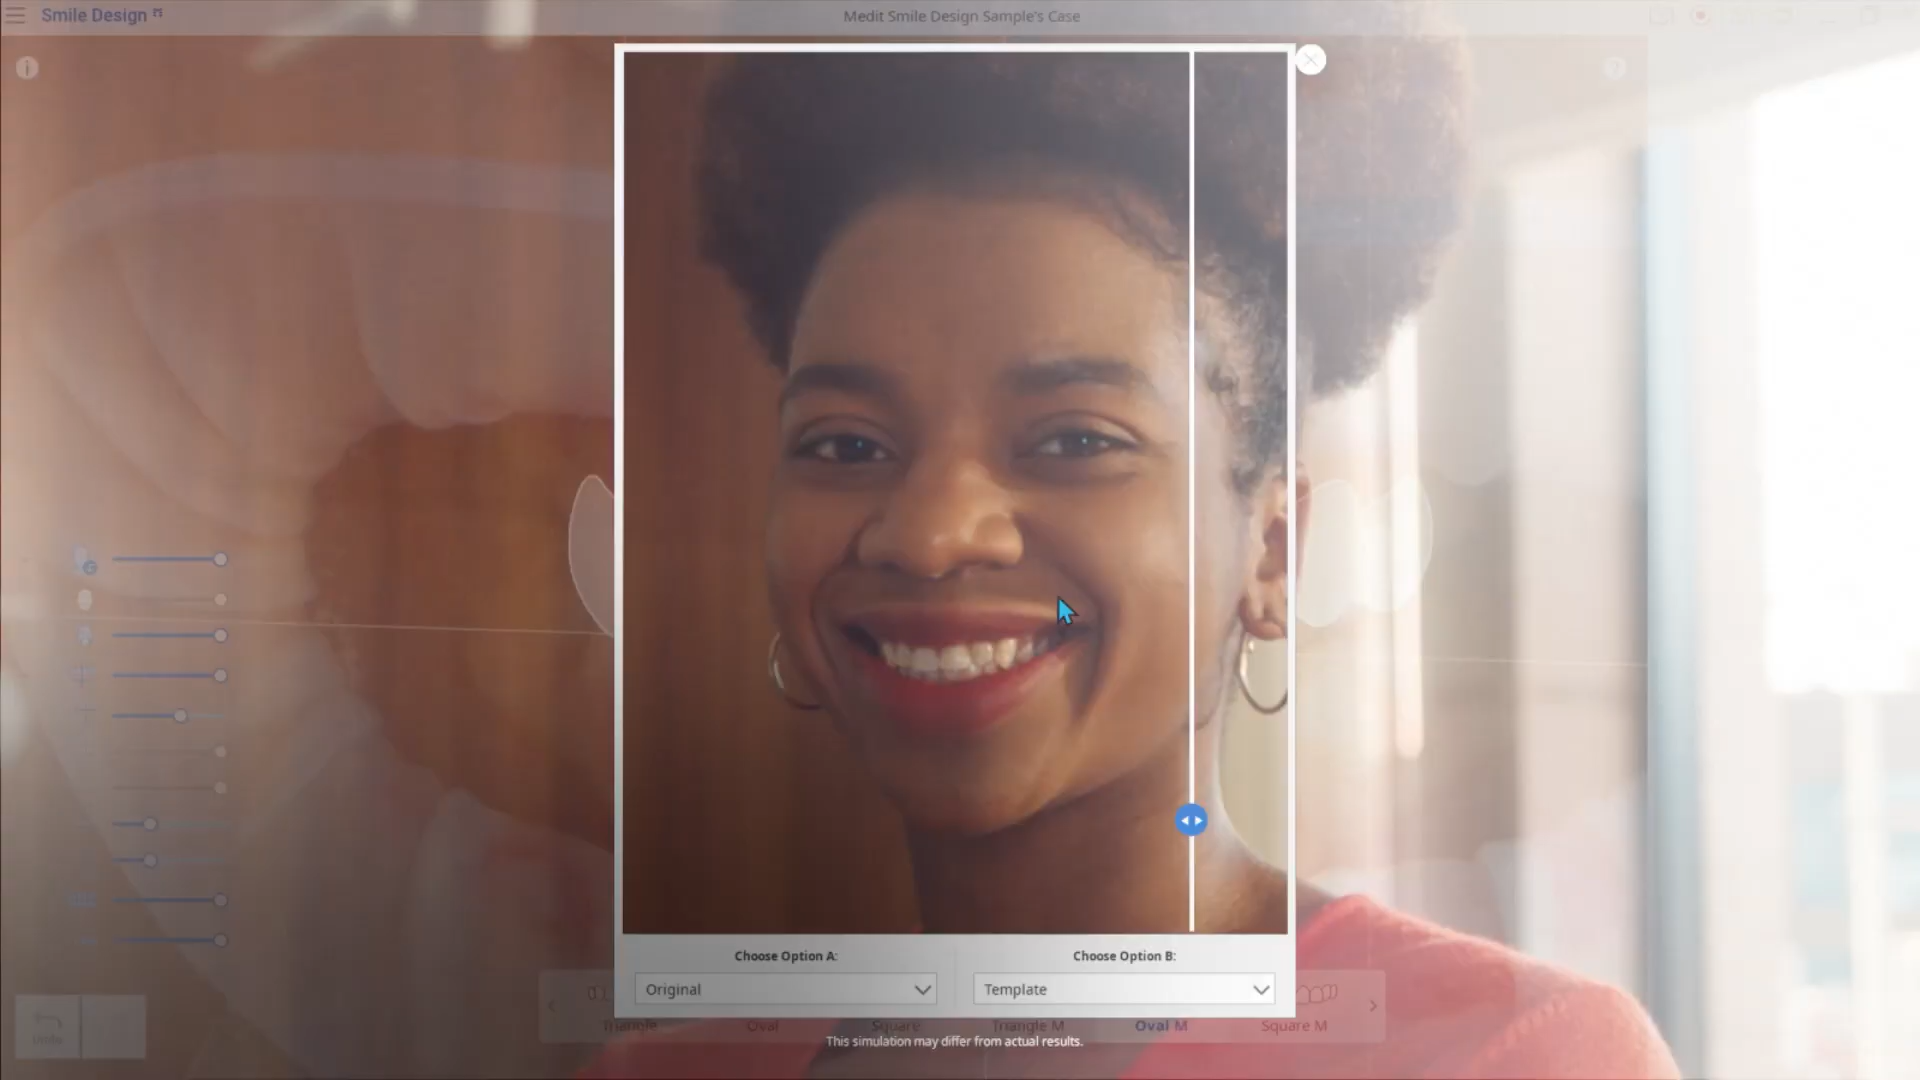 Smile Design
Medit Smile Design Sample's Case
Choose Option A:
Choose Option B:
Original
Template
Triangle
Oval
Square
Triangle M
Oval M
Square M
Undo
This simulation may differ from actual results.